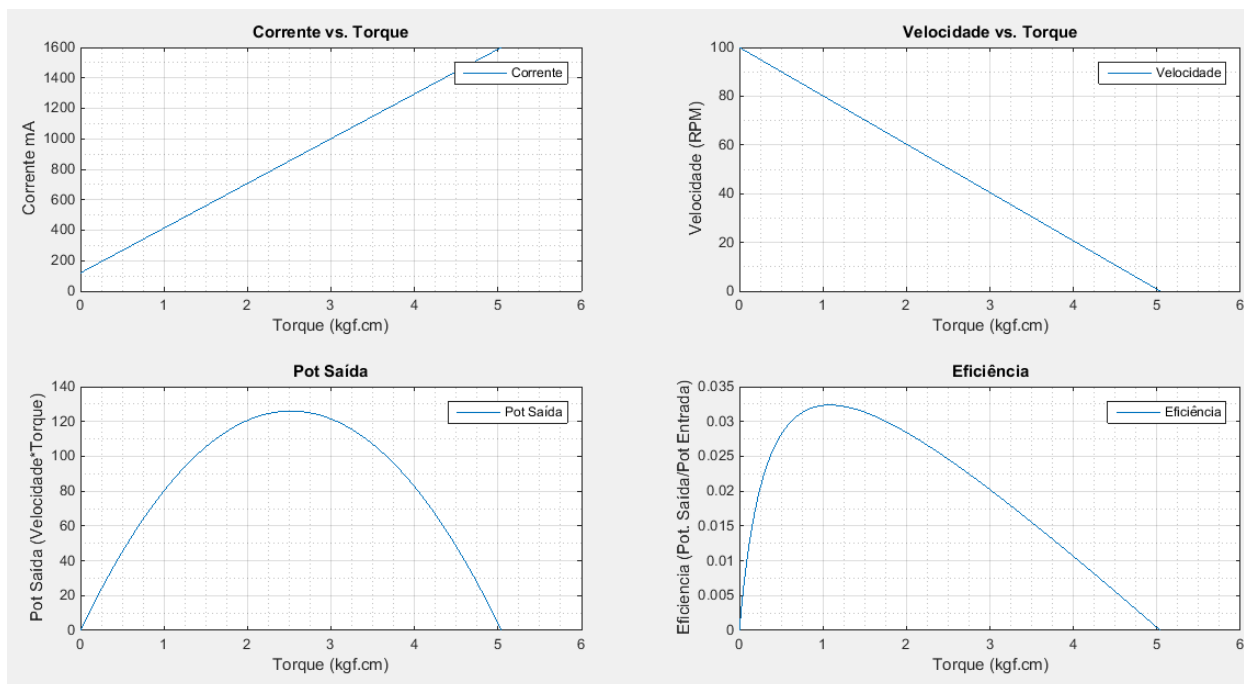 Corrente vs. Torque
Corrente mA
1600
1400
1200
1000
800
600
400
200
0
Corrente
0 1 2 3 4 5 6
Torque (kgf.cm)
Velocidade vs. Torque
Velocidade (RPM)
100
80
60
40
20
0
Velocidade
0 1 2 3 4 5 6
Torque (kgf.cm)
Pot Saída
Pot Saída (Velocidade*Torque)
140
120
100
80
60
40
20
0
Pot Saída
0 1 2 3 4 5 6
Torque (kgf.cm)
Eficiência
Eficiencia (Pot. Saída/Pot Entrada)
0.035
0.03
0.025
0.02
0.015
0.01
0.005
0
Eficiência
0 1 2 3 4 5 6
Torque (kgf.cm)